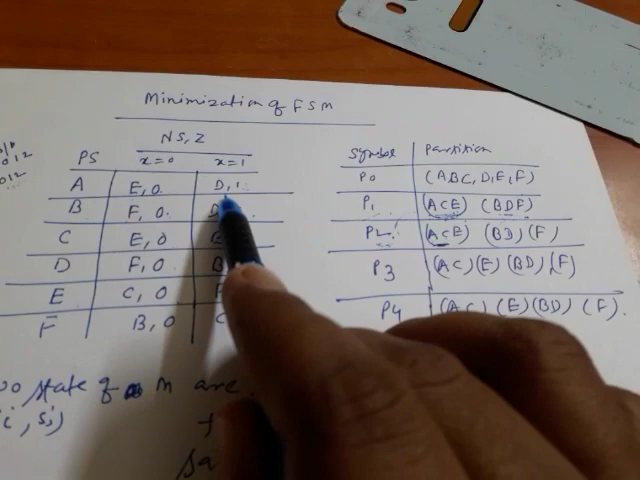 Minimization of FSM
NS, Z
PS x=0 x=1
A E, 0 D, 1
B F, 0
C E, 0
D F, 0 B
E C, 0 F
F B, 0 C
Symbol Partition
P0 (ABC, D, E, F)
P1 (ACE) (BDF)
P2 (ACE) (BD) (F)
P3 (AC) (E) (BD) (F)
P4 (AC) (E) (BD) (F).
state of M are
, Sj)